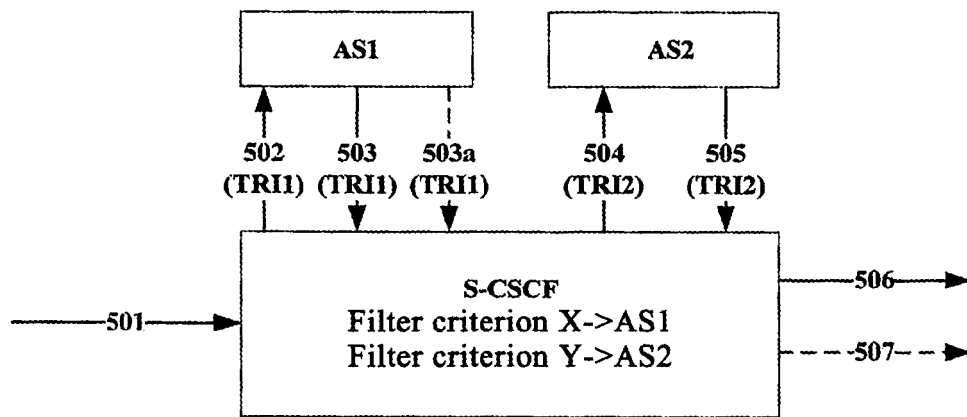 AS1
AS2
502
(TRI1)
503
(TRI1)
503a
(TRI1)
504
(TRI2)
505
(TRI2)
S-CSCF
Filter criterion X->AS1
Filter criterion Y->AS2
501
506
507